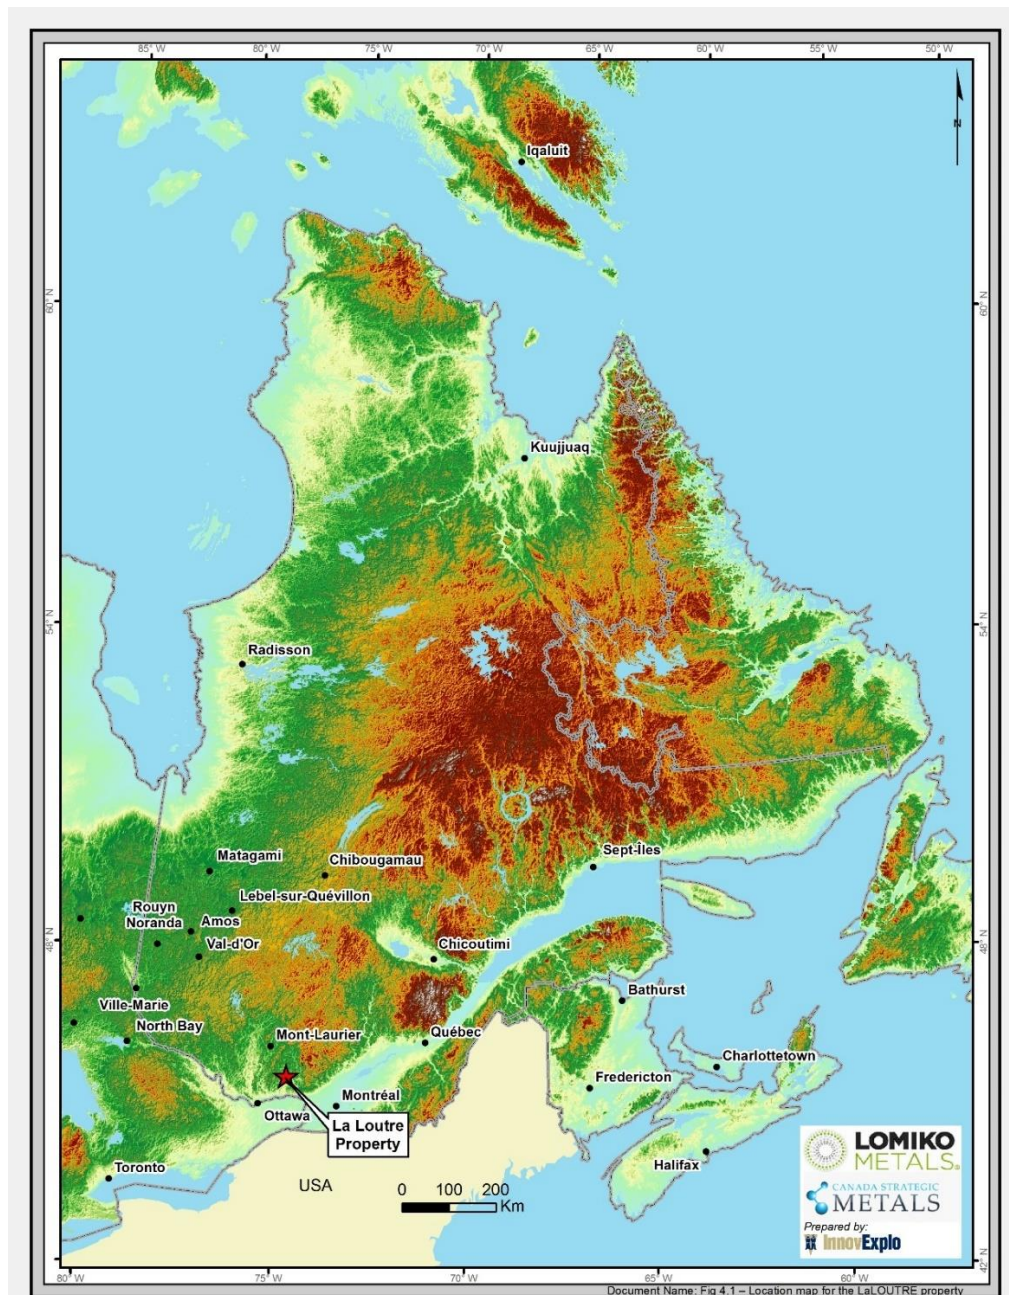 85° W
80° W
75° W
70° W
65° W
60° W
55° W
50° W
N
Iqaluit
60° N
60° N
Kuujjuaq
54° N
54° N
Radisson
Sept-Îles
Matagami
Chibougamau
Lebel-sur-Quévillon
Rouyn
Noranda
Amos
Val-d'Or
48° N
48° N
Chicoutimi
Ville-Marie
Bathurst
North Bay
Mont-Laurier
Québec
Charlottetown
Fredericton
Montréal
Ottawa
La Loutre
Property
Halifax
Toronto
USA
0 100 200
Km
LOMIKO
METALS
CANADA STRATEGIC
METALS
Prepared by:
InnovExplo
42° N
80° W
75° W
70° W
65° W
60° W
Document Name: Fig 4.1 – Location map for the LaLOUTRE property